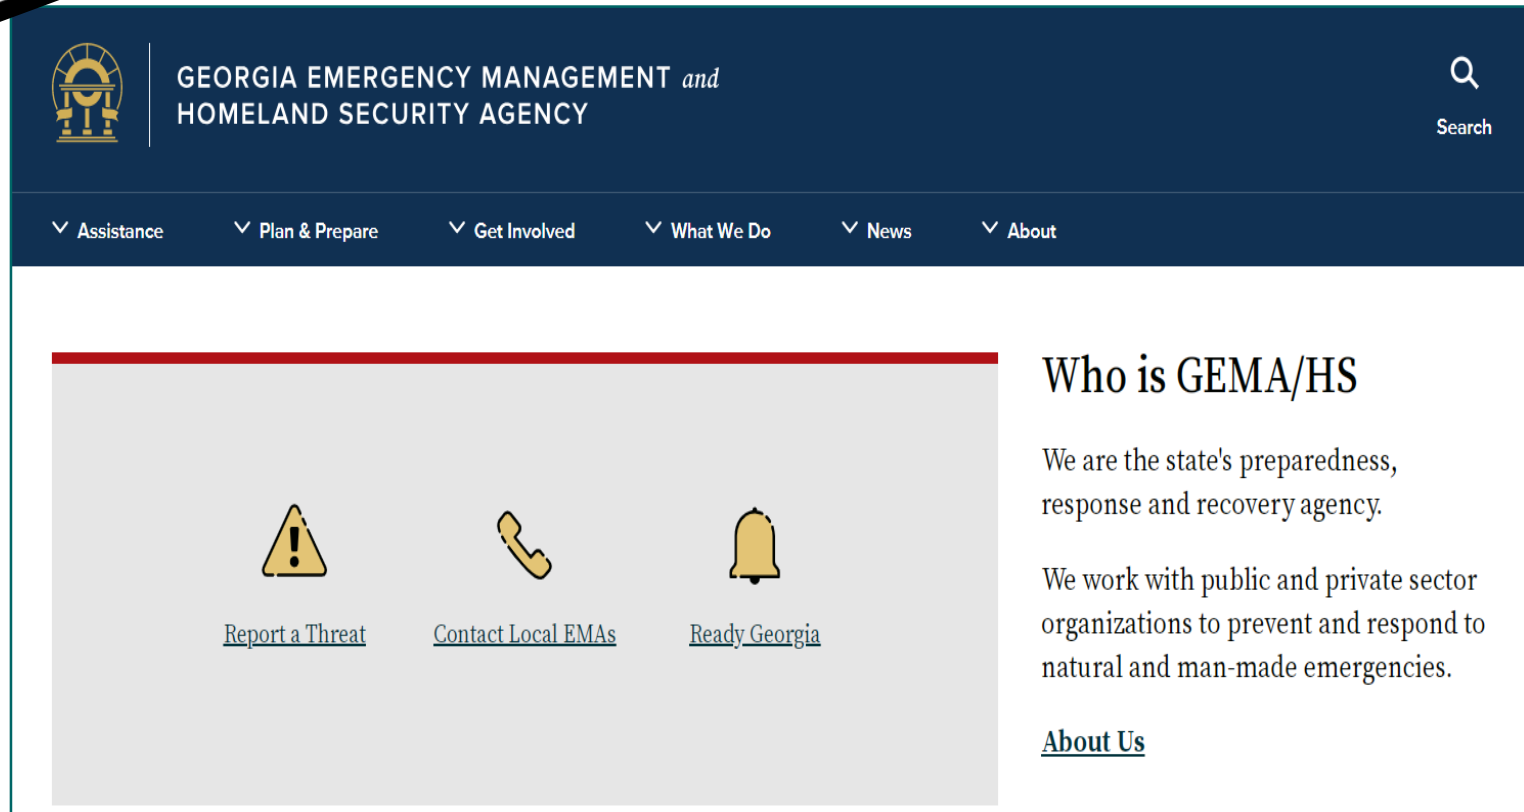 GEORGIA EMERGENCY MANAGEMENT and
HOMELAND SECURITY AGENCY
Search
Assistance
Plan & Prepare
Get Involved
What We Do
News
About
Report a Threat
Contact Local EMAs
Ready Georgia
Who is GEMA/HS
We are the state's preparedness,
response and recovery agency.
We work with public and private sector
organizations to prevent and respond to
natural and man-made emergencies.
About Us